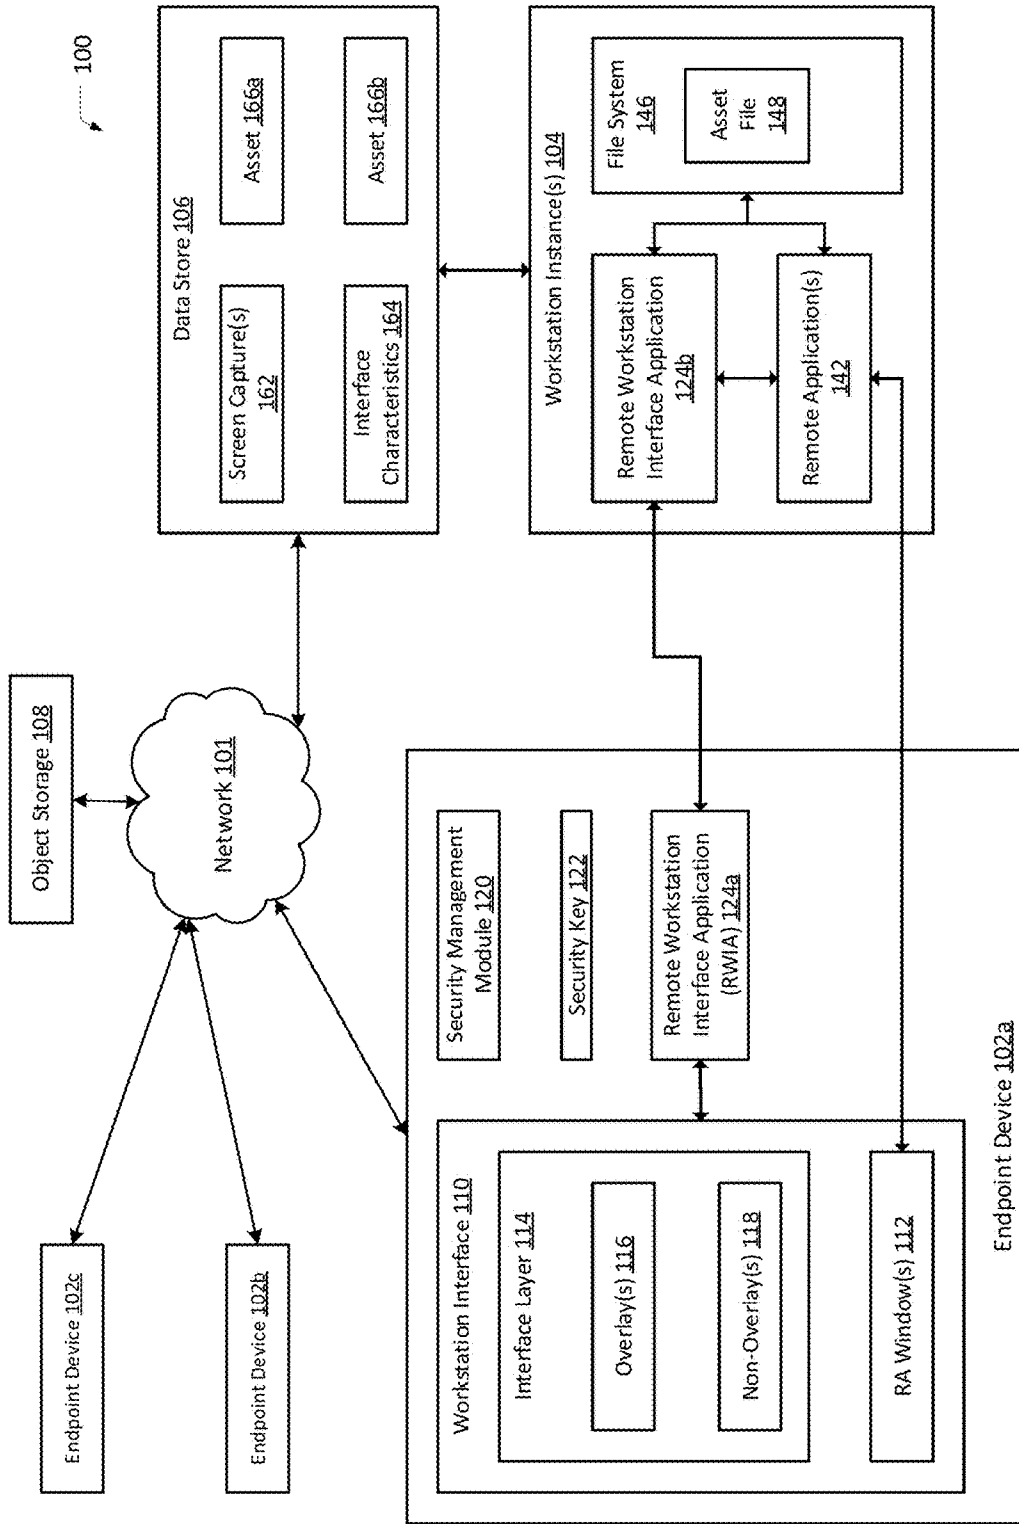 100
Object Storage 108
Network 101
Endpoint Device 102c
Endpoint Device 102b
Data Store 106
Screen Capture(s)
162
Asset 166a
Interface
Characteristics 164
Asset 166b
Workstation Instance(s) 104
Remote Workstation
Interface Application
124b
Remote Application(s)
142
File System
146
Asset
File
148
Workstation Interface 110
Interface Layer 114
Overlay(s) 116
Non-Overlay(s) 118
RA Window(s) 112
Security Management
Module 120
Security Key 122
Remote Workstation
Interface Application
(RWIA) 124a
Endpoint Device 102a